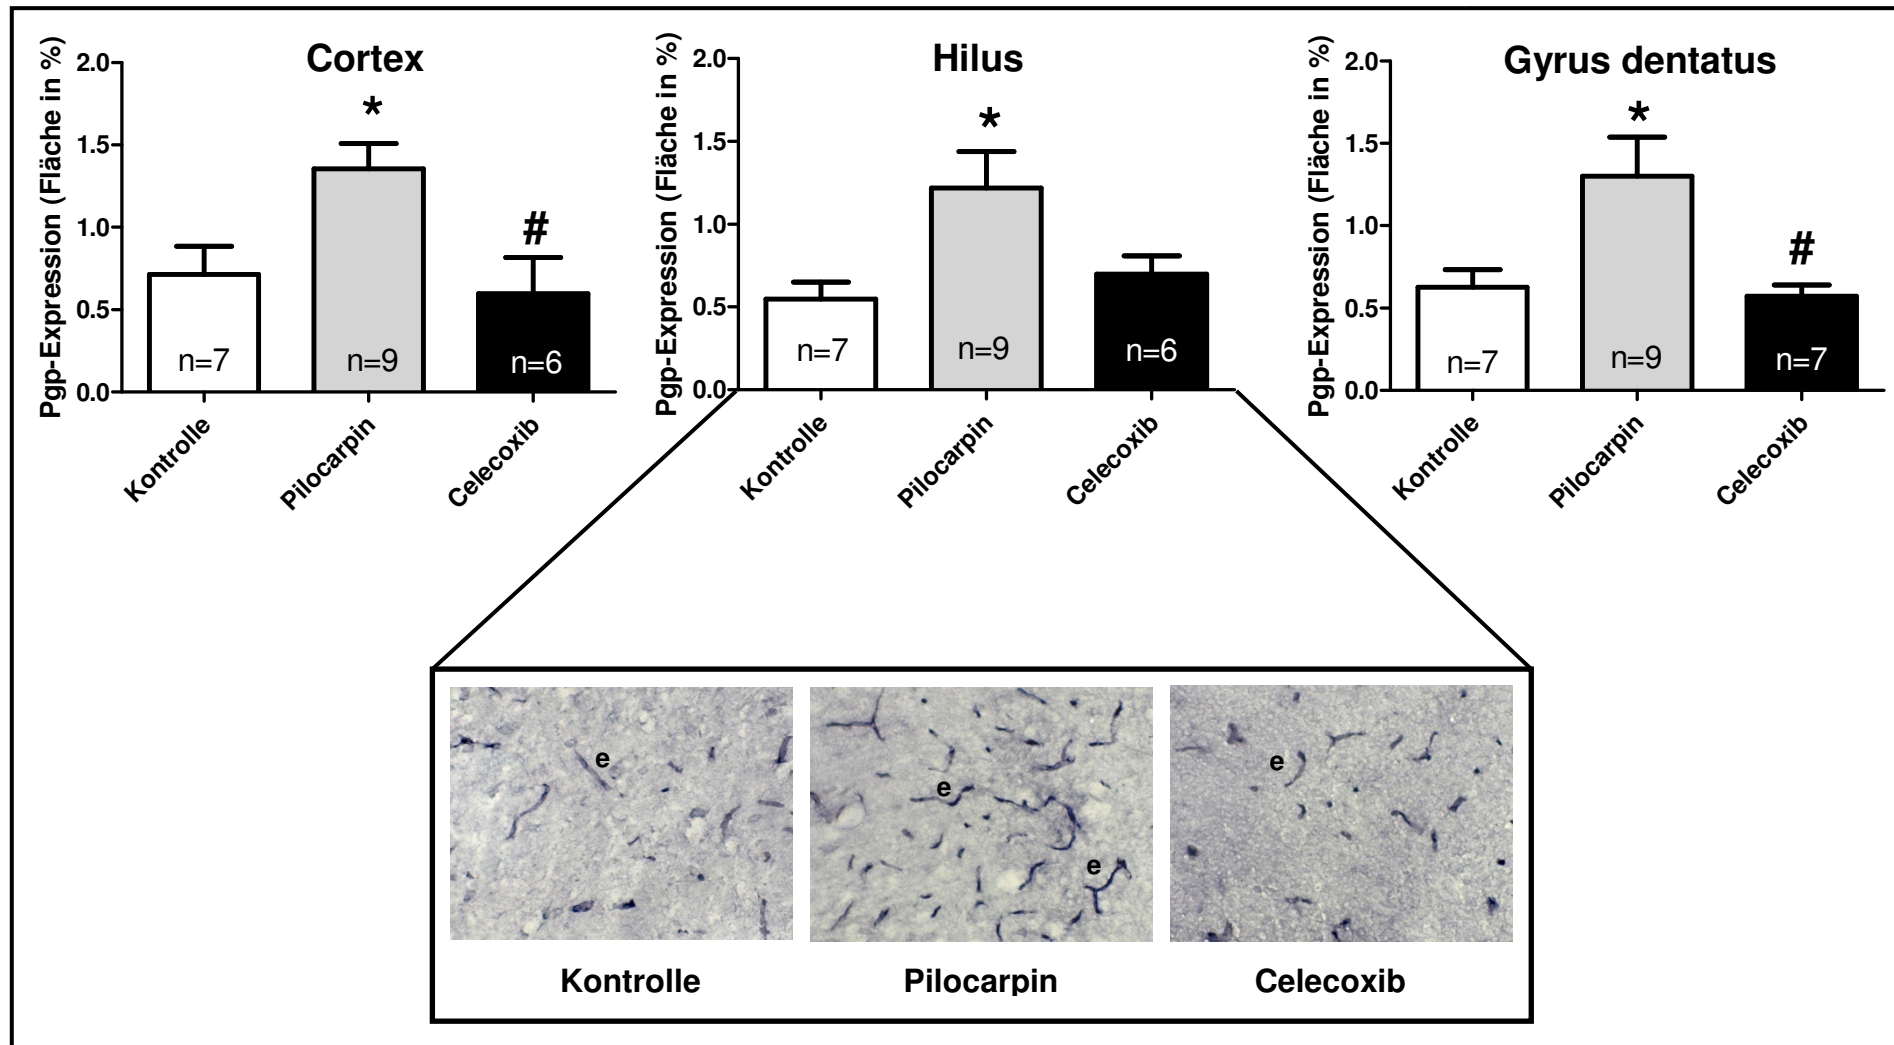 Cortex
Pgp-Expression (Fläche in %)
2.0
1.5
1.0
0.5
0.0
*
#
n=7
n=9
n=6
Kontrolle
Pilocarpin
Celecoxib
Hilus
Pgp-Expression (Fläche in %)
2.0
1.5
1.0
0.5
0.0
*
n=7
n=9
n=6
Kontrolle
Pilocarpin
Celecoxib
Gyrus dentatus
Pgp-Expression (Fläche in %)
2.0
1.5
1.0
0.5
0.0
*
#
n=7
n=9
n=7
Kontrolle
Pilocarpin
Celecoxib
e
e
e
e
Kontrolle
Pilocarpin
Celecoxib